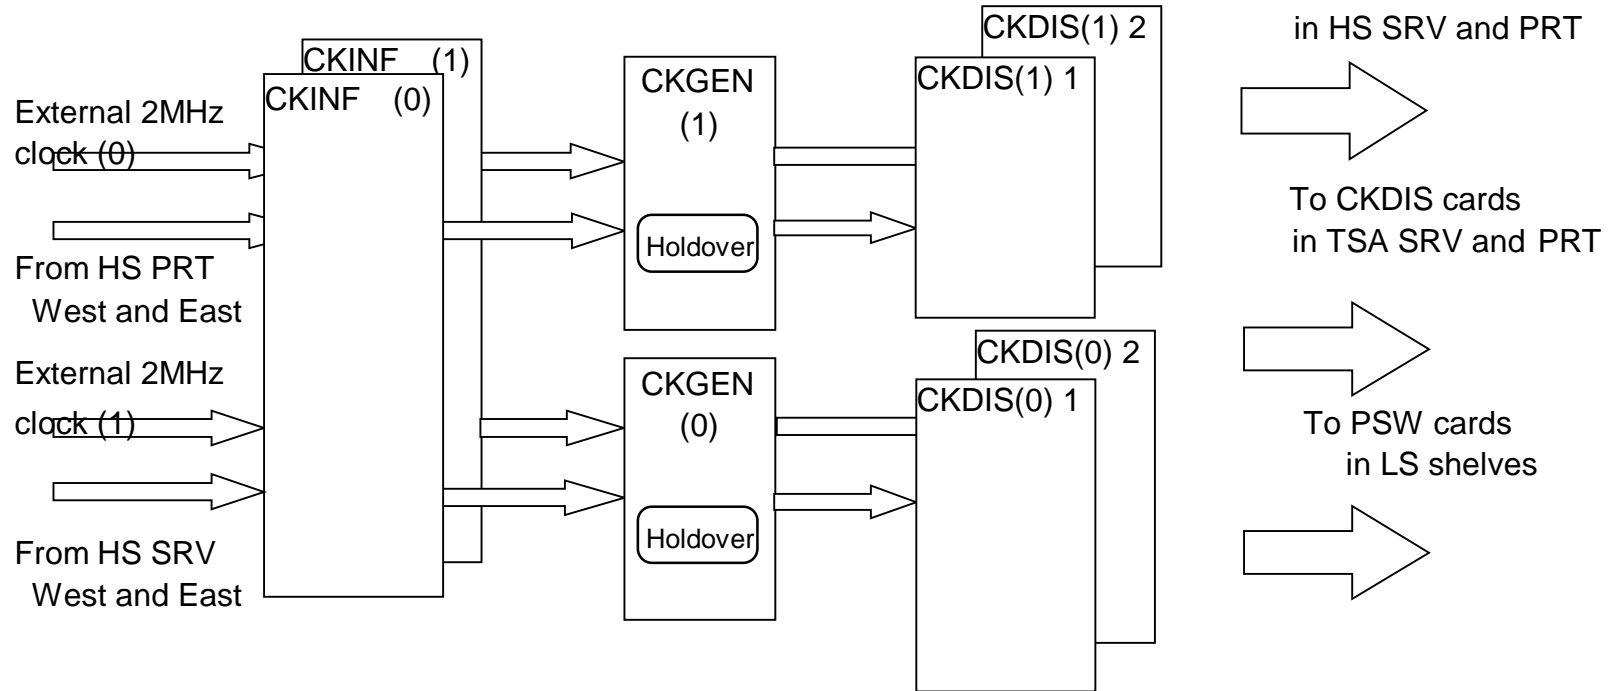 External 2MHz
clock (0)
From HS PRT
West and East
External 2MHz
clock (1)
From HS SRV
West and East
CKINF (1)
CKINF (0)
CKGEN
(1)
Holdover
CKGEN
(0)
Holdover
CKDIS(1) 2
CKDIS(1) 1
CKDIS(0) 2
CKDIS(0) 1
in HS SRV and PRT
To CKDIS cards
in TSA SRV and PRT
To PSW cards
in LS shelves